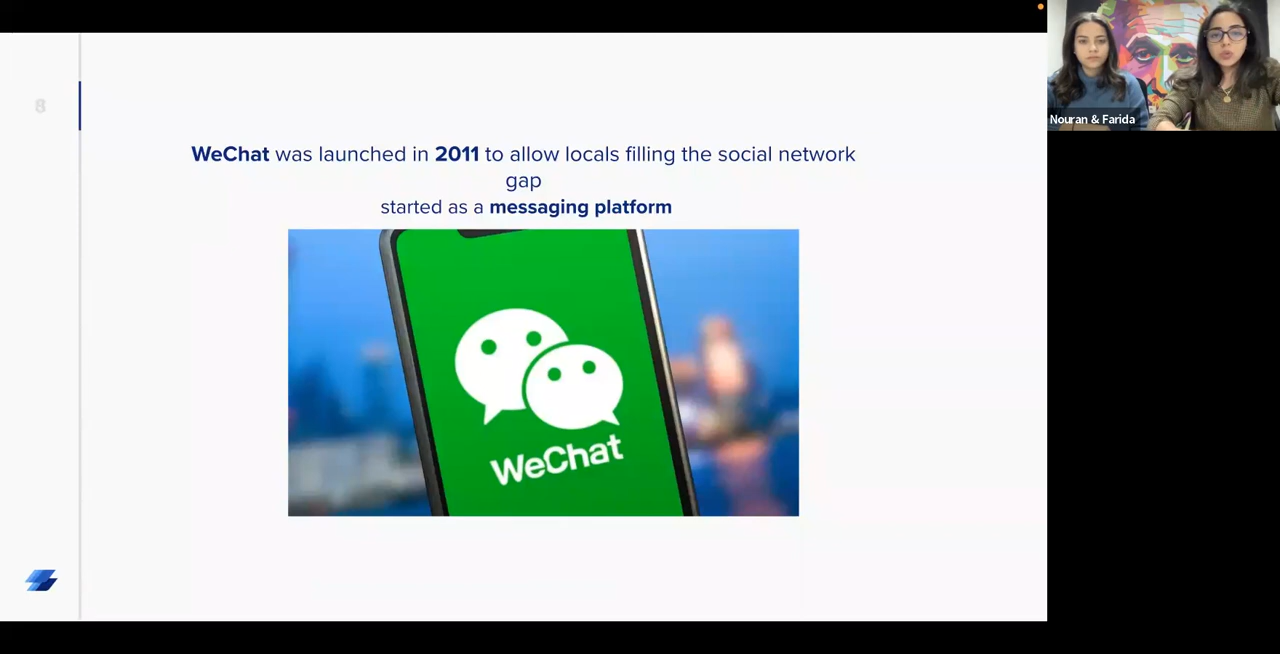 8
WeChat was launched in 2011 to allow locals filling the social network
gap
started as a messaging platform
WeChat
Nouran & Farida